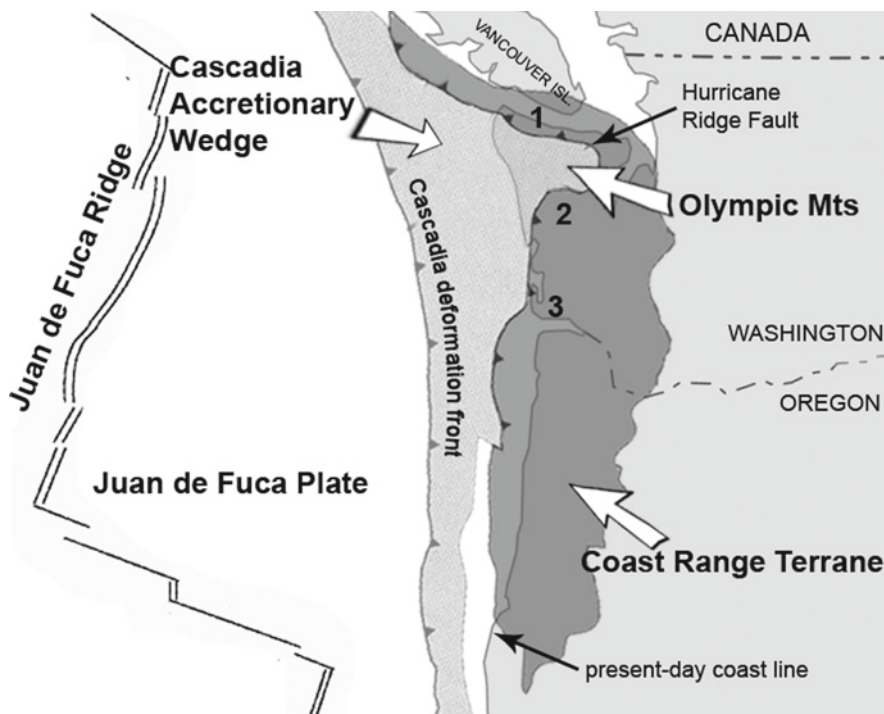 CANADA
VANCOUVER ISL.
Cascadia
Accretionary
Wedge
Hurricane
Ridge Fault
1
Olympic Mts
2
Juan de Fuca Ridge
Cascadia deformation front
3
WASHINGTON
OREGON
Juan de Fuca Plate
Coast Range Terrane
present-day coast line